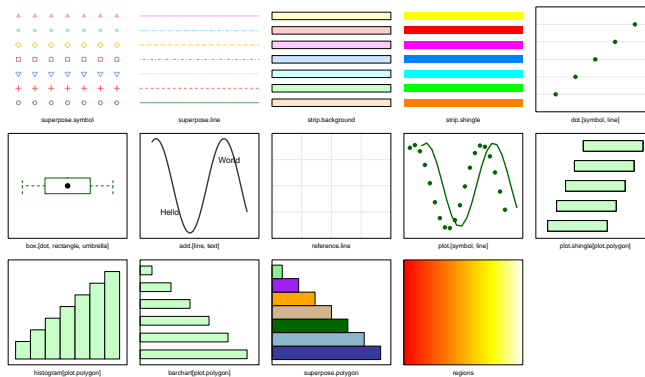 superpose.symbol
superpose.line
strip.background
strip.shingle
dot.[symbol, line]
World
Hello
box.[dot, rectangle, umbrella]
add.[line, text]
reference.line
plot.[symbol, line]
plot.shingle[plot.polygon]
histogram[plot.polygon]
barchart[plot.polygon]
superpose.polygon
regions